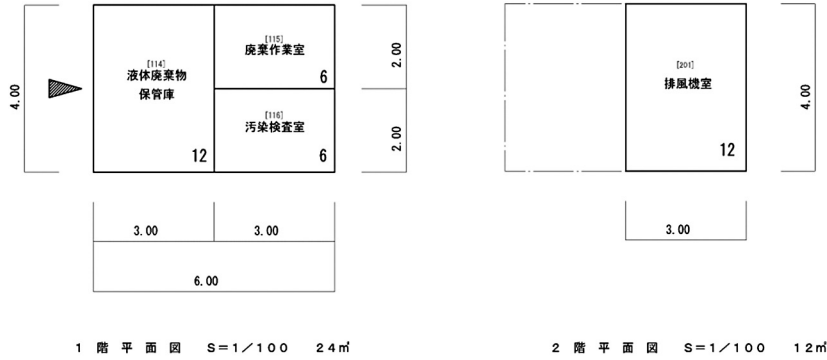 [114]
液体廃棄物
保管庫
12
[115]
廃棄作業室
6
[116]
汚染検査室
6
4.00
2.00
2.00
3.00
3.00
6.00
1階平面図 S=1/100 24㎡
[201]
排風機室
12
4.00
3.00
2階平面図 S=1/100 12㎡